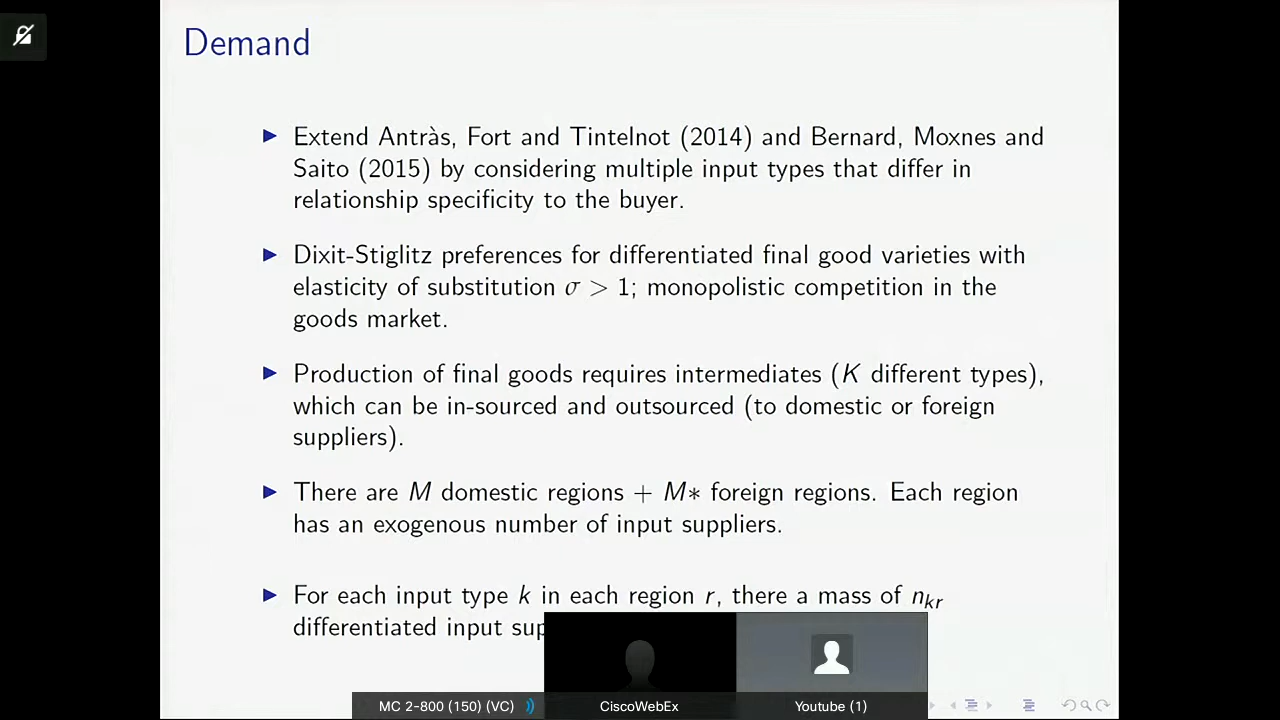 Demand
Extend Antràs, Fort and Tintelnot (2014) and Bernard, Moxnes and
Saito (2015) by considering multiple input types that differ in
relationship specificity to the buyer.
Dixit-Stiglitz preferences for differentiated final good varieties with
elasticity of substitution σ > 1; monopolistic competition in the
goods market.
Production of final goods requires intermediates (K different types),
which can be in-sourced and outsourced (to domestic or foreign
suppliers).
There are M domestic regions + M∗ foreign regions. Each region
has an exogenous number of input suppliers.
For each input type k in each region r, there a mass of n_kr
differentiated input
MC 2-800 (150) (VC)
CiscoWebEx
Youtube (1)